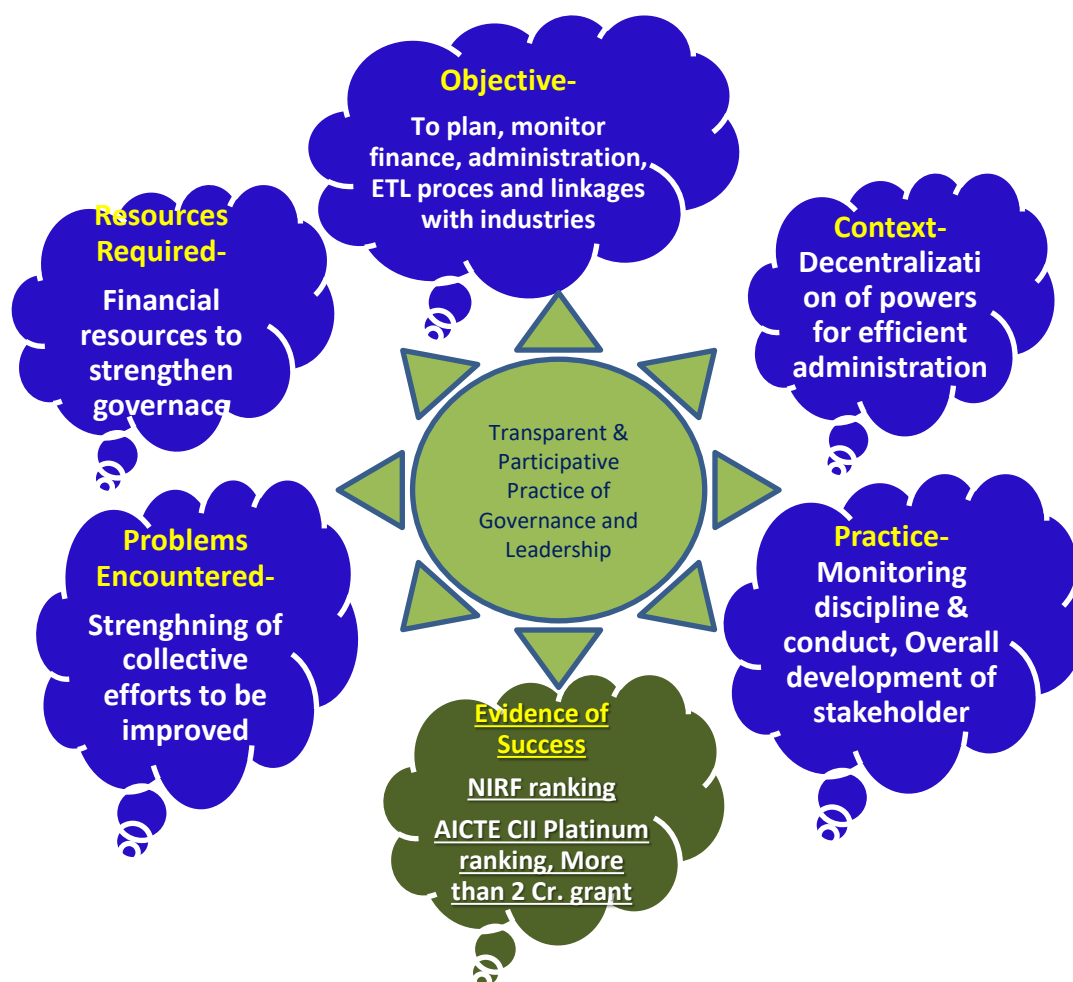 Objective-
To plan, monitor
finance, administration,
ETL proces and linkages
with industries
Resources
Required-
Financial
resources to
strengthen
governace
Context-
Decentralizati
on of powers
for efficient
administration
Transparent &
Participative
Practice of
Governance and
Leadership
Problems
Encountered-
Strenghning of
collective
efforts to be
improved
Practice-
Monitoring
discipline &
conduct, Overall
development of
stakeholder
Evidence of
Success
NIRF ranking
AICTE CII Platinum
ranking, More
than 2 Cr. grant